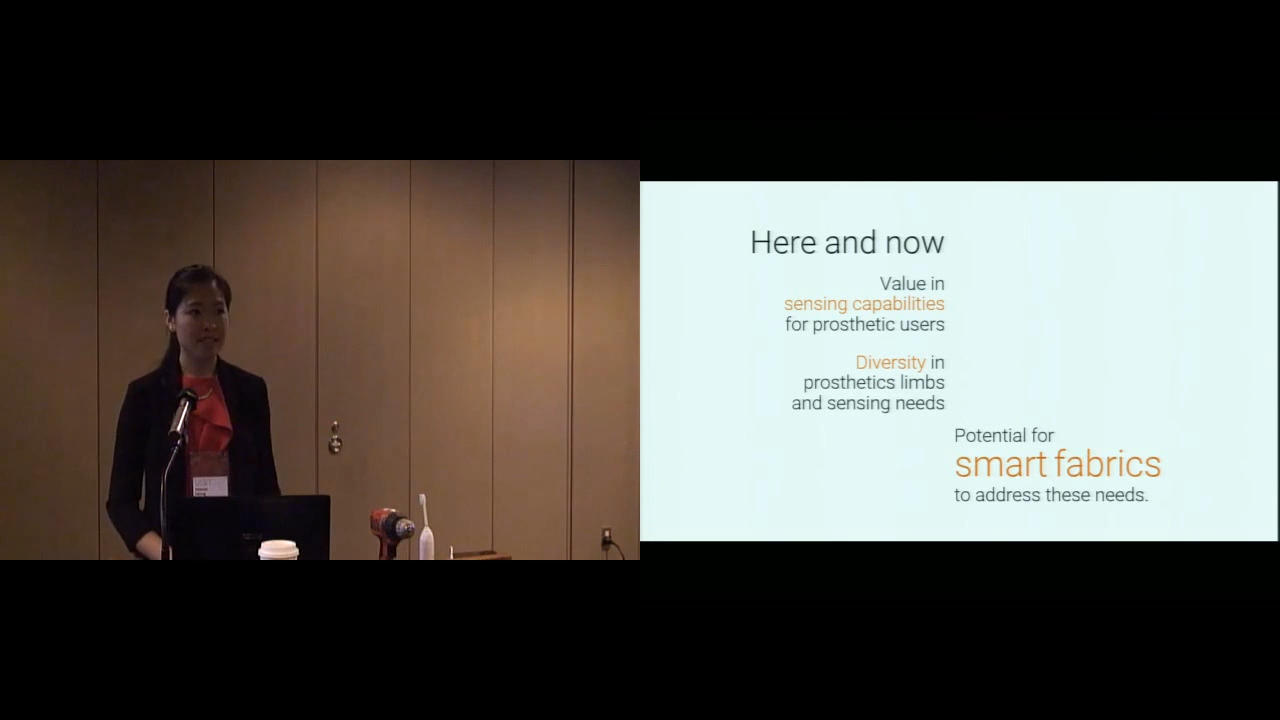 Here and now
Value in
sensing capabilities
for prosthetic users
Diversity in
prosthetics limbs
and sensing needs
Potential for
smart fabrics
to address these needs.